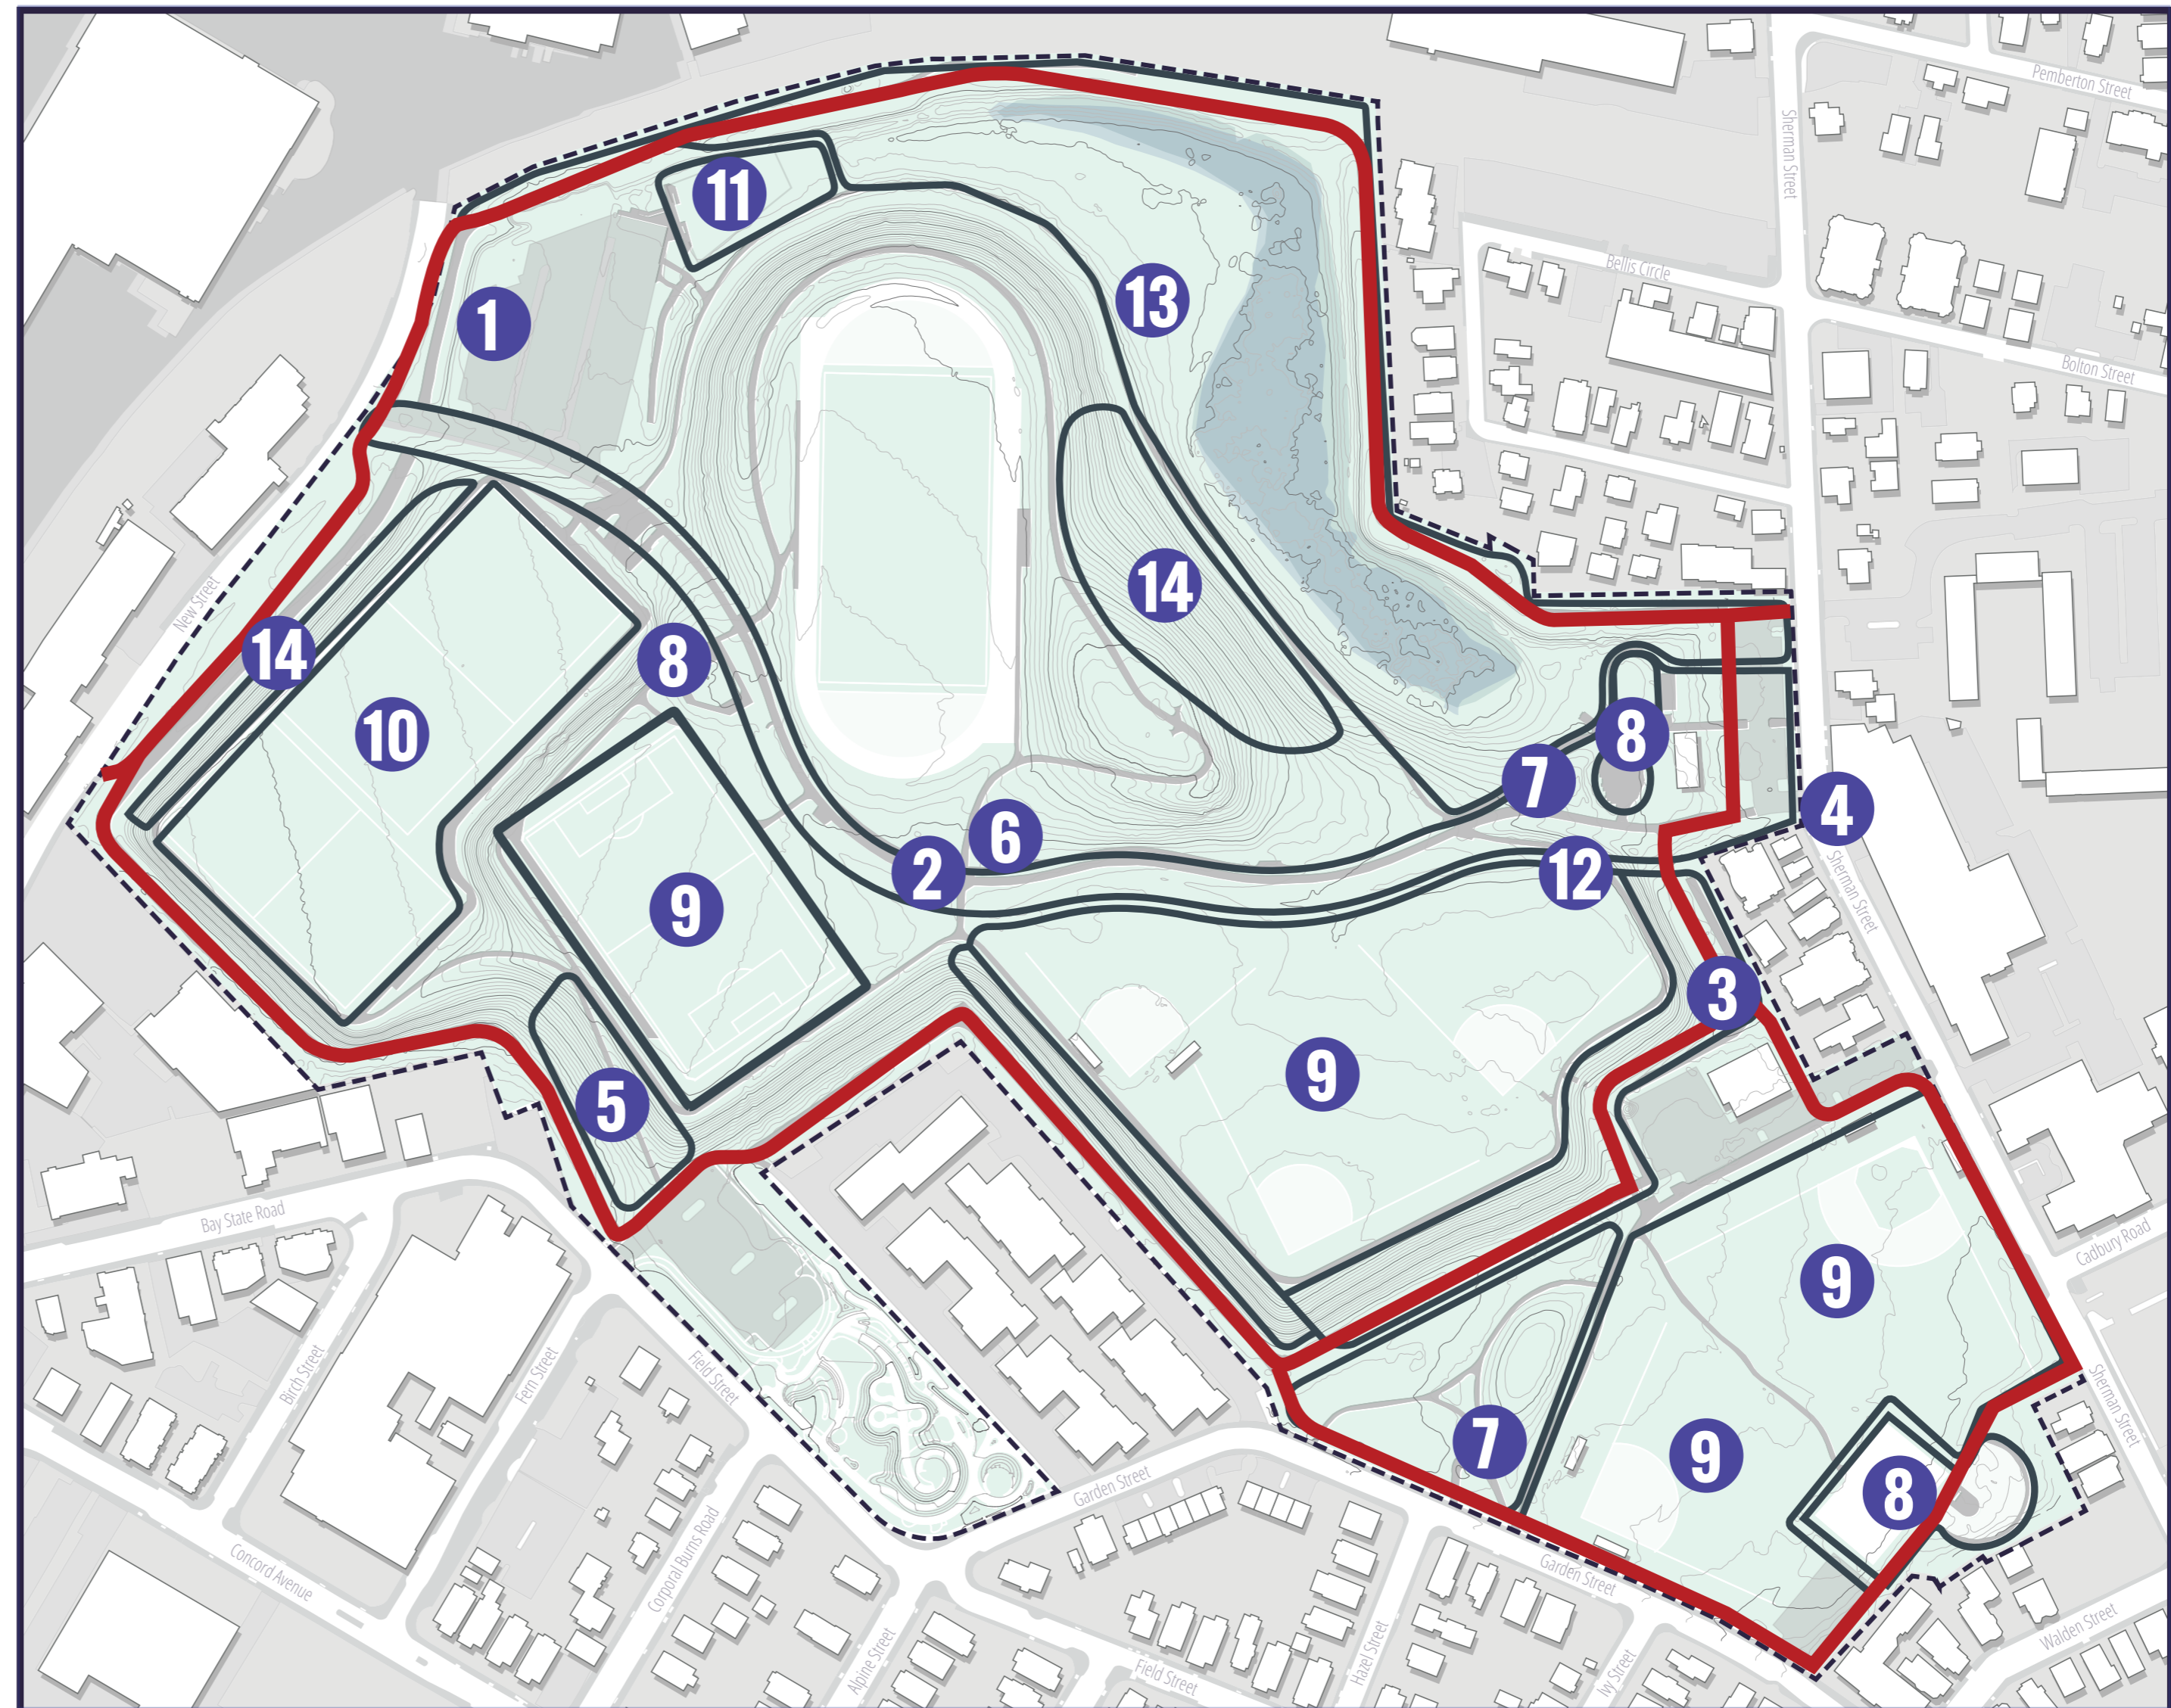 Pemberton Street
Sherman Street
11
Bellis Circle
13
1
Bolton Street
14
New Street
14
8
10
8
7
4
6
2
12
Sherman Street
9
3
9
5
Bay State Road
Cadbury Road
9
Birch Street
Fern Street
Field Street
Sherman Street
7
9
Garden Street
8
Concord Avenue
Corporal Burns Road
Garden Street
Alpine Street
Field Street
Hazel Street
Ivy Street
Walden Street